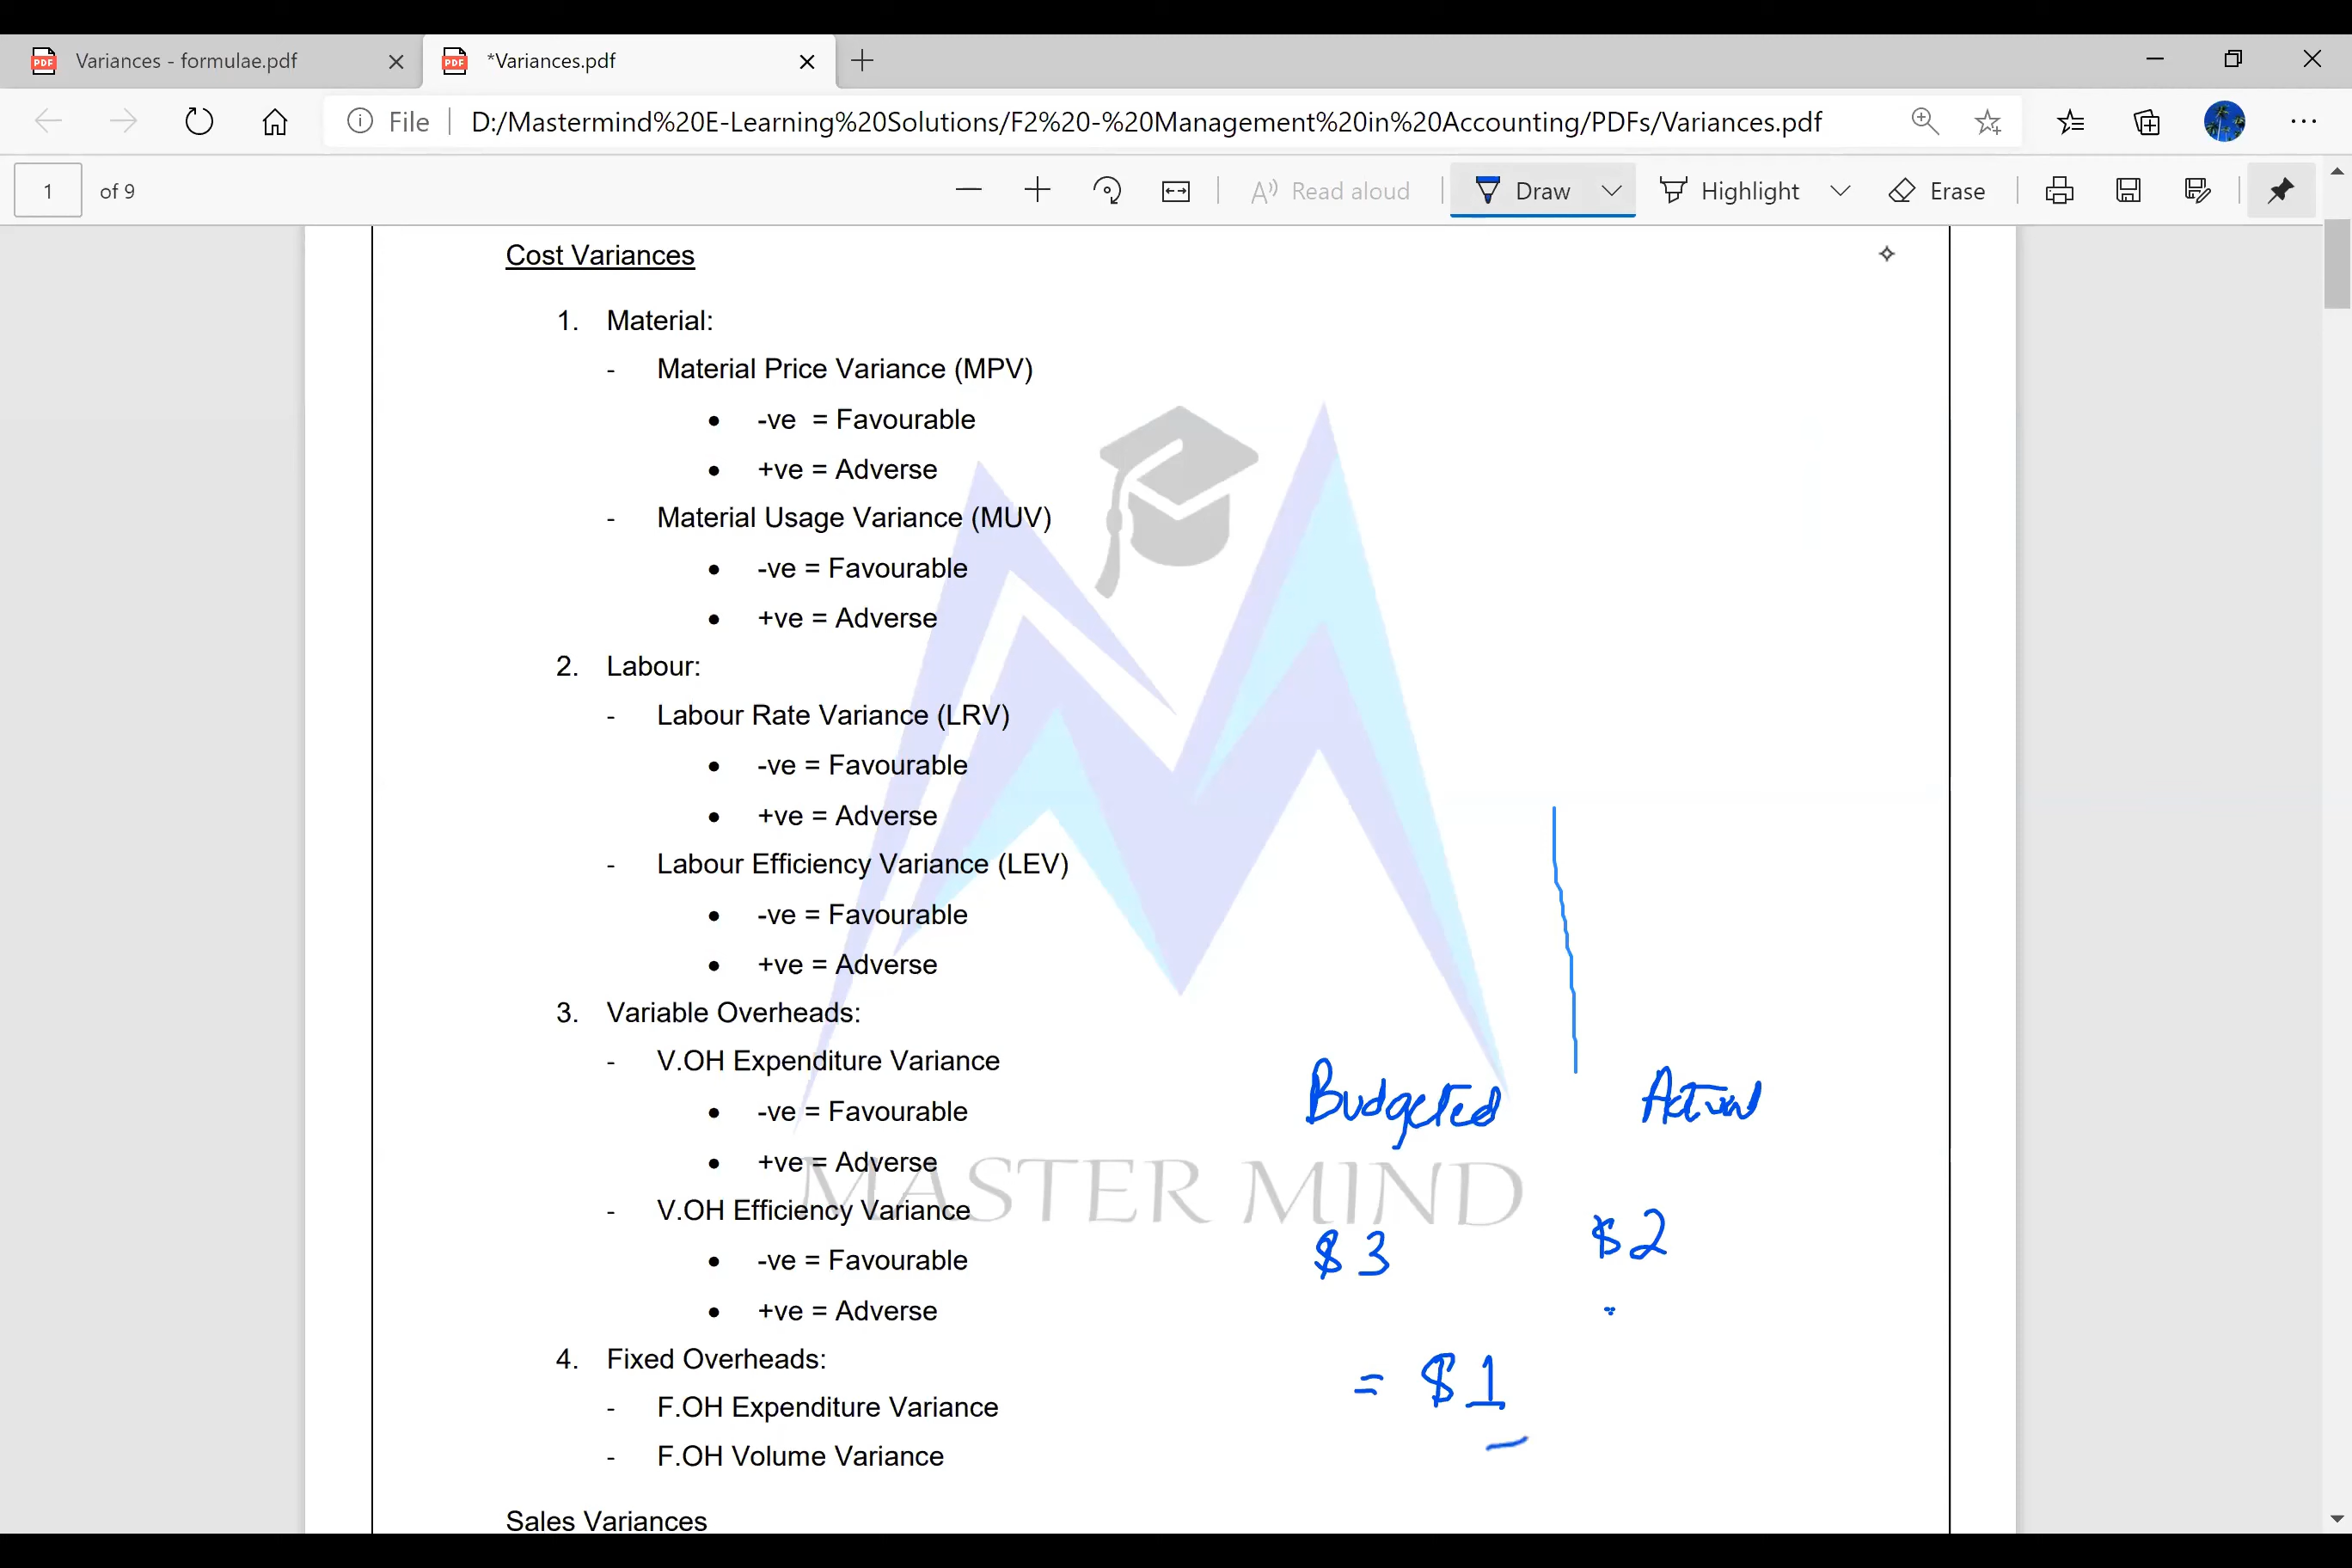 Variances - formulae.pdf
*Variances.pdf
File
D:/Mastermind%20E-Learning%20Solutions/F2%20-%20Management%20in%20Accounting/PDFs/Variances.pdf
1 of 9
Read aloud
Draw
Highlight
Erase
Cost Variances
1. Material:
- Material Price Variance (MPV)
• -ve = Favourable
• +ve = Adverse
- Material Usage Variance (MUV)
• -ve = Favourable
• +ve = Adverse
2. Labour:
- Labour Rate Variance (LRV)
• -ve = Favourable
• +ve = Adverse
- Labour Efficiency Variance (LEV)
• -ve = Favourable
• +ve = Adverse
3. Variable Overheads:
- V.OH Expenditure Variance
• -ve = Favourable
• +ve = Adverse
- V.OH Efficiency Variance
• -ve = Favourable
• +ve = Adverse
4. Fixed Overheads:
- F.OH Expenditure Variance
- F.OH Volume Variance
Sales Variances
MASTER MIND
Budgeted Actual
$3 $2
= $1